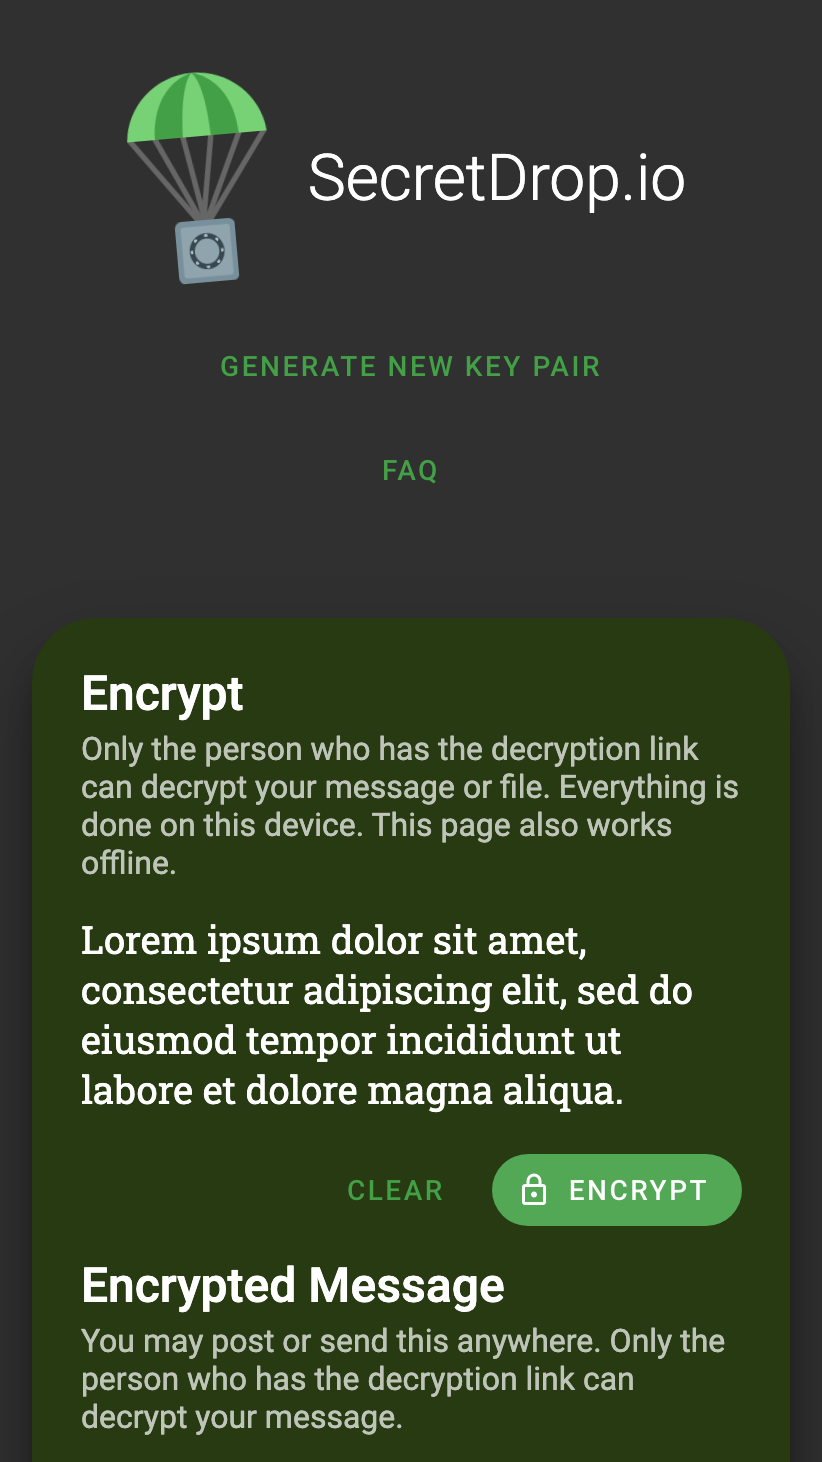 SecretDrop.io
GENERATE NEW KEY PAIR
FAQ
Encrypt
Only the person who has the decryption link
can decrypt your message or file. Everything is
done on this device. This page also works
offline.
Lorem ipsum dolor sit amet,
consectetur adipiscing elit, sed do
eiusmod tempor incididunt ut
labore et dolore magna aliqua.
CLEAR ENCRYPT
Encrypted Message
You may post or send this anywhere. Only the
person who has the decryption link can
decrypt your message.